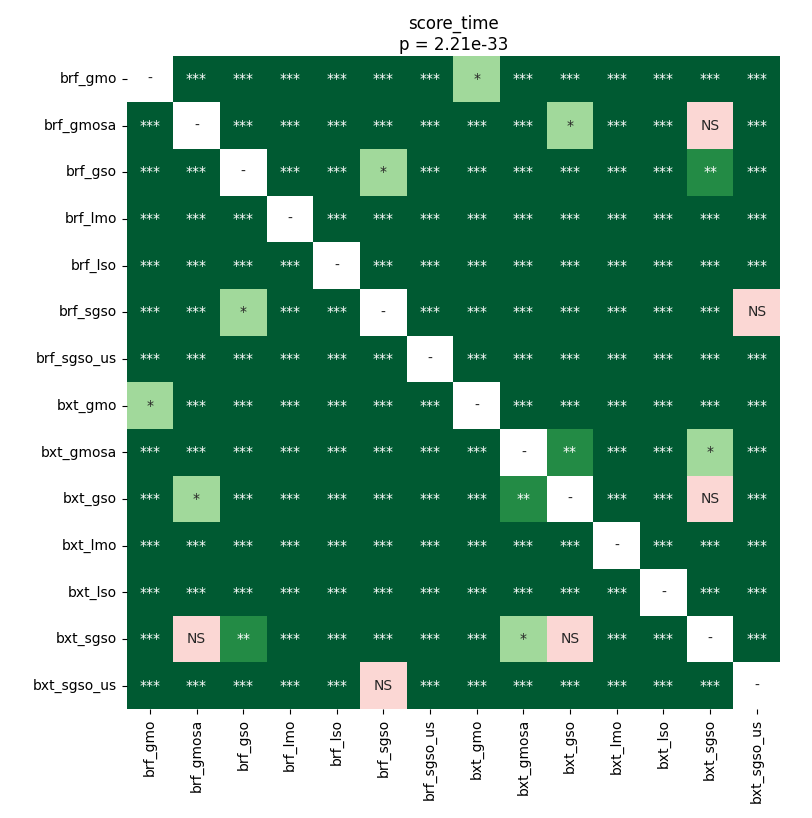 score_time
p = 2.21e-33
brf_gmo - *** *** *** *** *** *** * *** *** *** *** *** ***
brf_gmosa *** - *** *** *** *** *** *** *** * *** *** NS ***
brf_gso *** *** - *** *** * *** *** *** *** *** *** ** ***
brf_lmo *** *** *** - *** *** *** *** *** *** *** *** *** ***
brf_lso *** *** *** *** - *** *** *** *** *** *** *** *** ***
brf_sgso *** *** * *** *** - *** *** *** *** *** *** *** NS
brf_sgso_us *** *** *** *** *** *** - *** *** *** *** *** *** ***
bxt_gmo * *** *** *** *** *** *** - *** *** *** *** *** ***
bxt_gmosa *** *** *** *** *** *** *** *** - ** *** *** * ***
bxt_gso *** * *** *** *** *** *** *** ** - *** *** NS ***
bxt_lmo *** *** *** *** *** *** *** *** *** *** - *** *** ***
bxt_lso *** *** *** *** *** *** *** *** *** *** *** - *** ***
bxt_sgso *** NS ** *** *** *** *** *** * NS *** *** - ***
bxt_sgso_us *** *** *** *** *** NS *** *** *** *** *** *** *** -
brf_gmo brf_gmosa brf_gso brf_lmo brf_lso brf_sgso brf_sgso_us bxt_gmo bxt_gmosa bxt_gso bxt_lmo bxt_lso bxt_sgso bxt_sgso_us